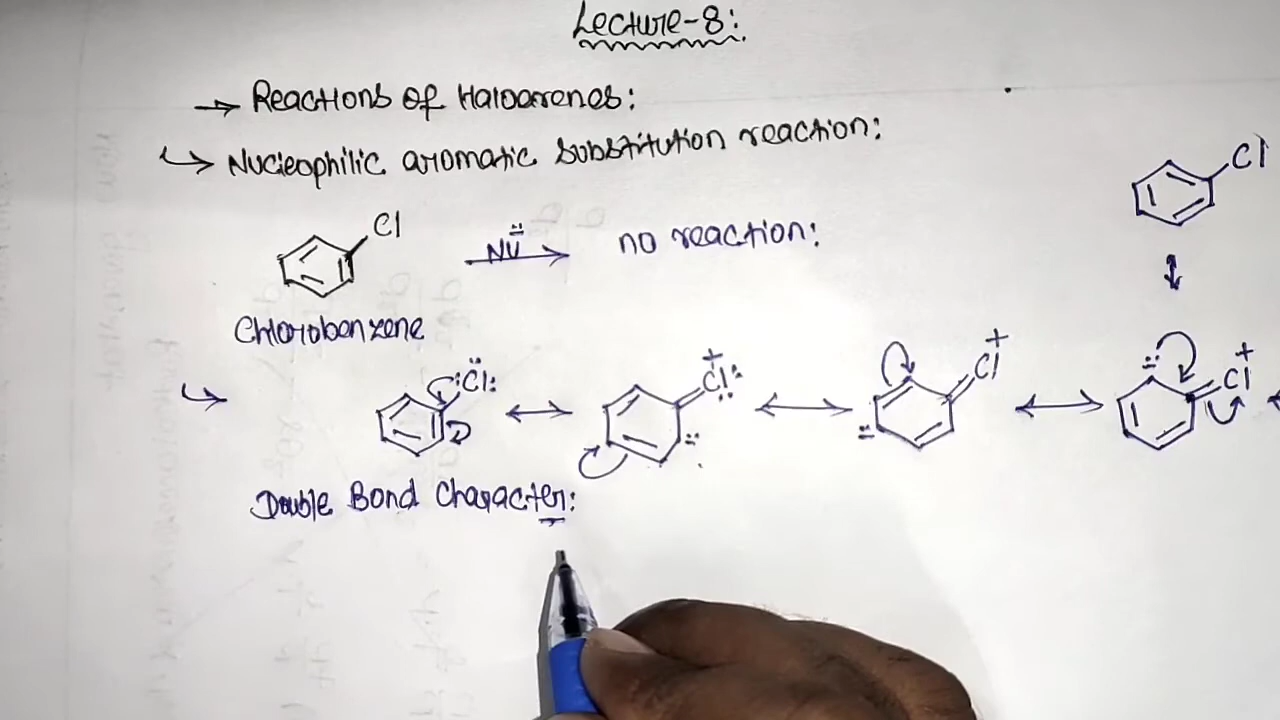 Lecture-8:
→ Reactions of Haloarenes:
↳ Nucleophilic aromatic substitution reaction:
Cl
Cl
Nu no reaction:
Chlorobenzene
:Cl: ↔ +Cl: ↔ +Cl ↔ +Cl
Double Bond Character: